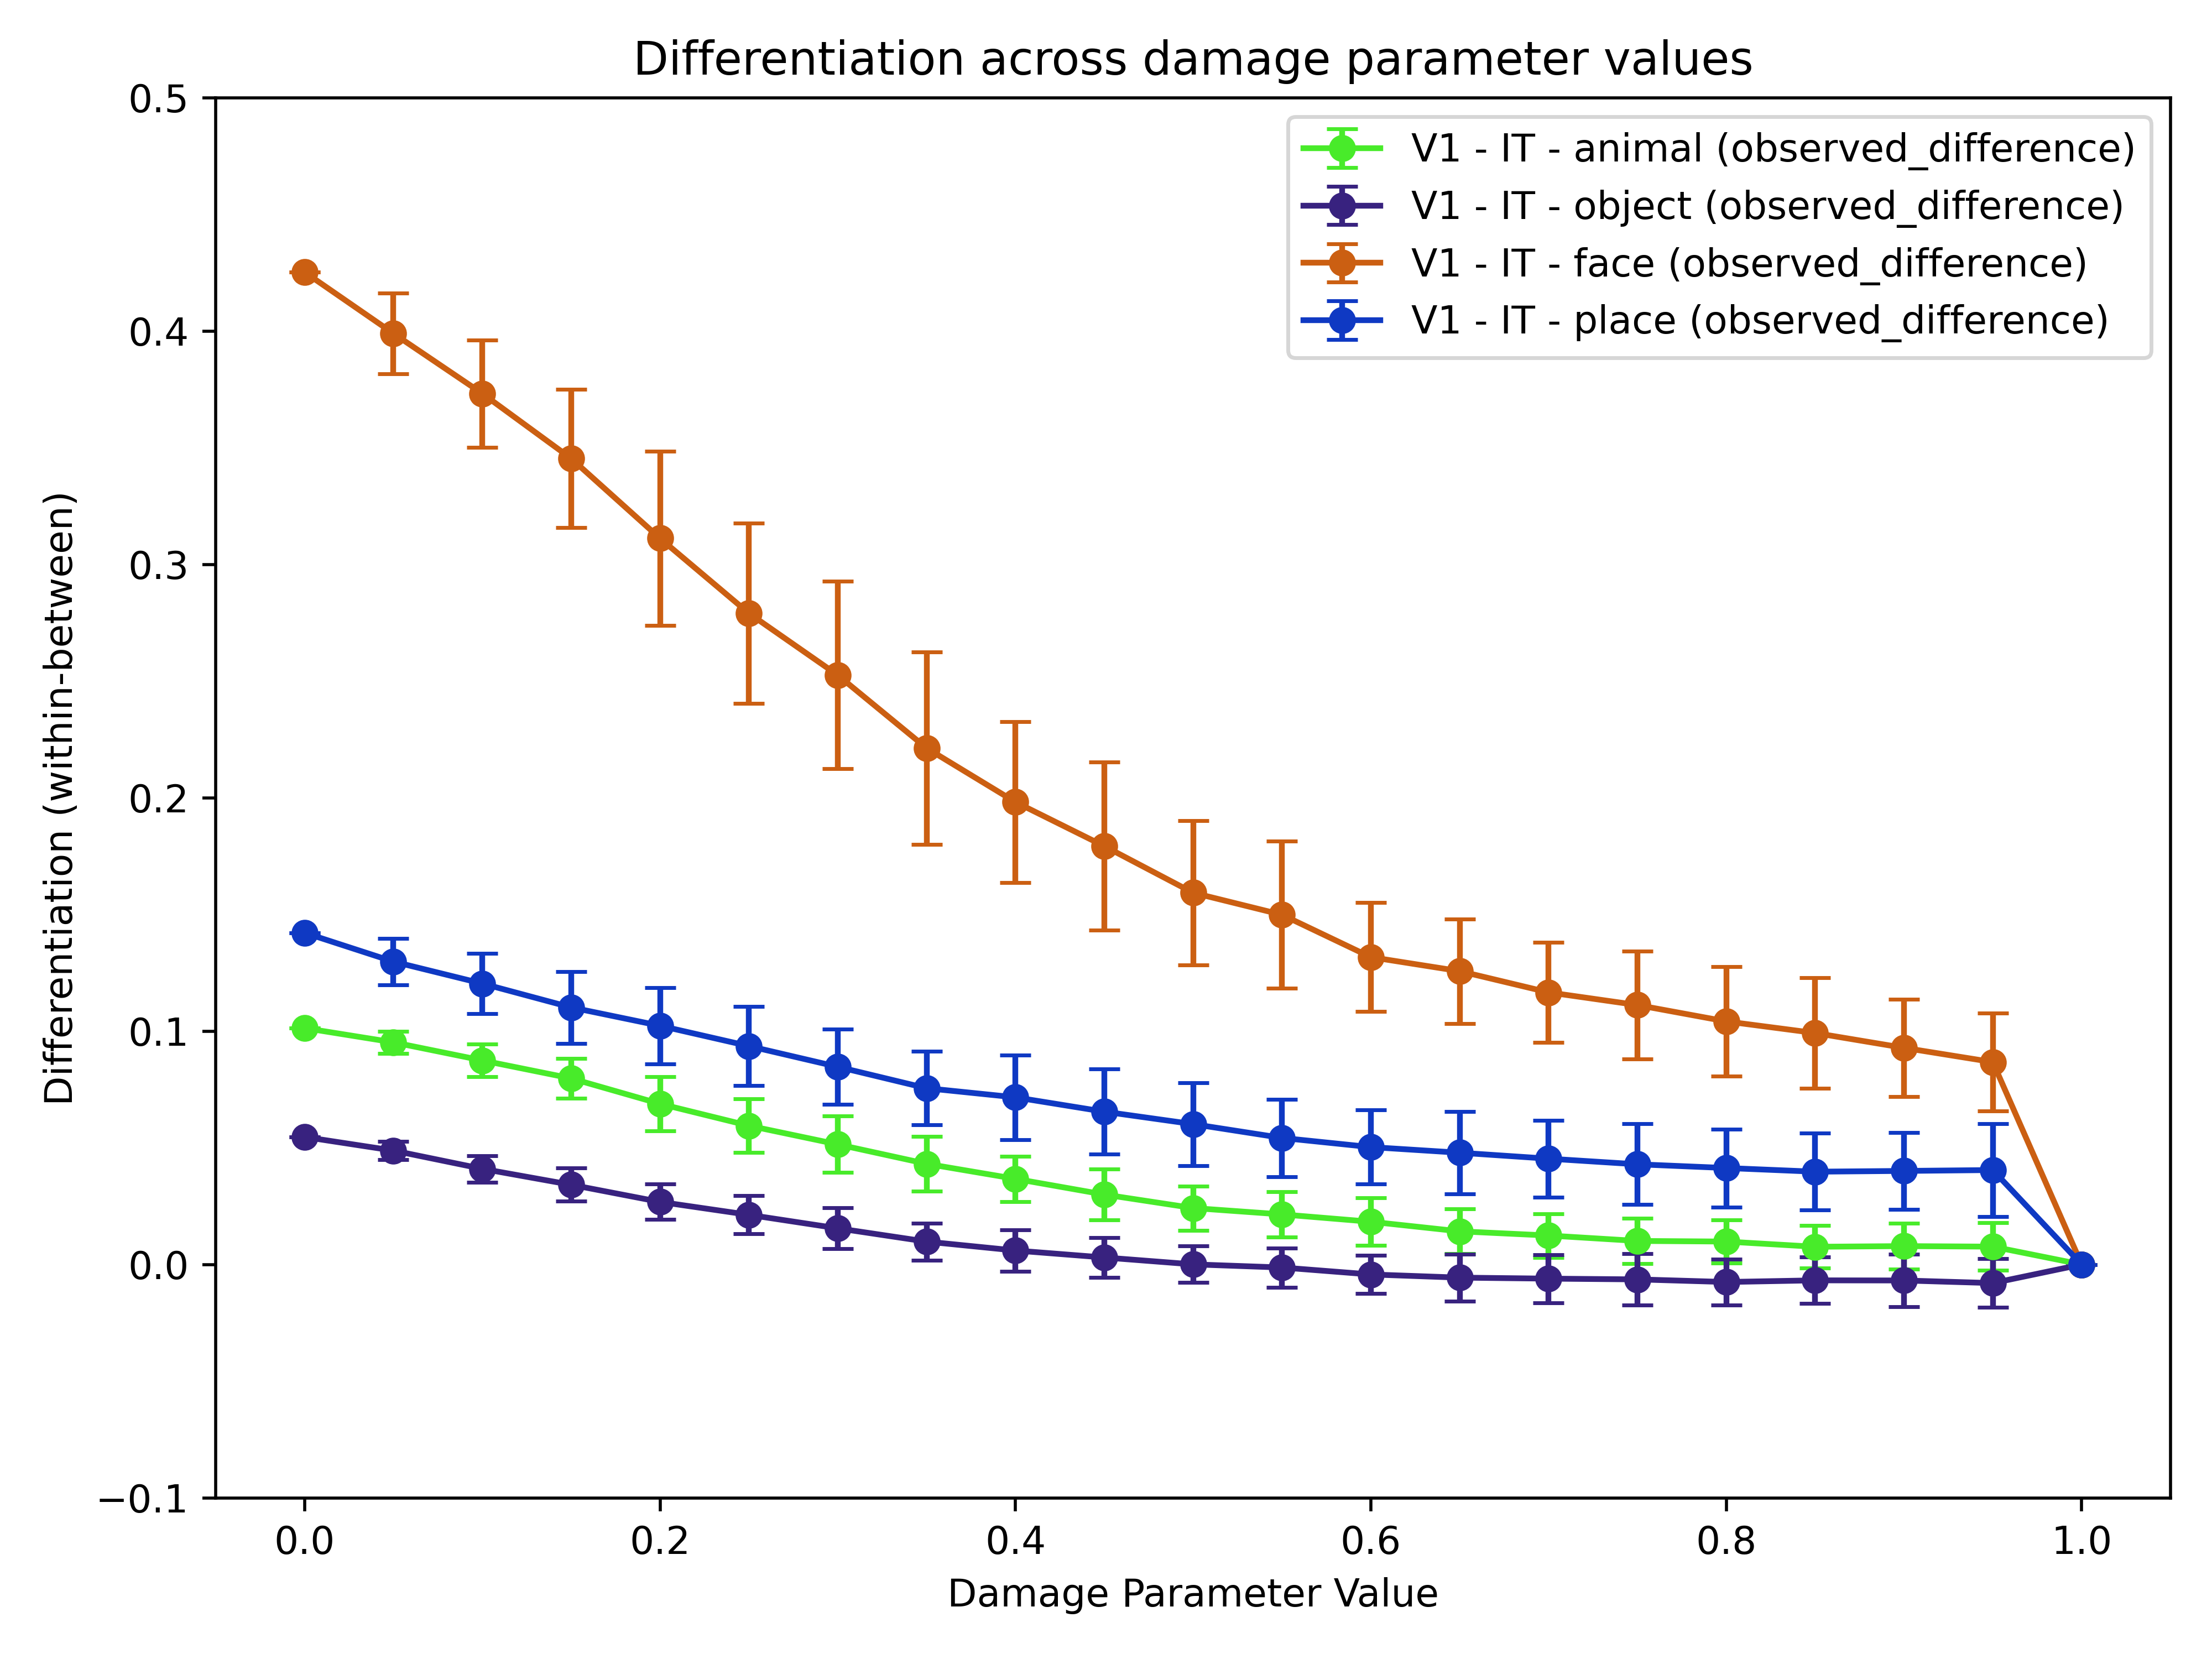 Differentiation across damage parameter values
V1 - IT - animal (observed_difference)
V1 - IT - object (observed_difference)
V1 - IT - face (observed_difference)
V1 - IT - place (observed_difference)
Differentiation (within-between)
0.5
0.4
0.3
0.2
0.1
0.0
−0.1
0.0 0.2 0.4 0.6 0.8 1.0
Damage Parameter Value